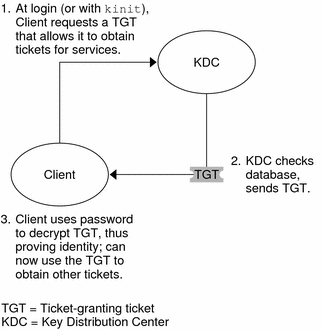 1. At login (or with kinit),
Client requests a TGT
that allows it to obtain
tickets for services.
KDC
Client
TGT
2. KDC checks
database,
sends TGT.
3. Client uses password
to decrypt TGT, thus
proving identity; can
now use the TGT to
obtain other tickets.
TGT = Ticket-granting ticket
KDC = Key Distribution Center